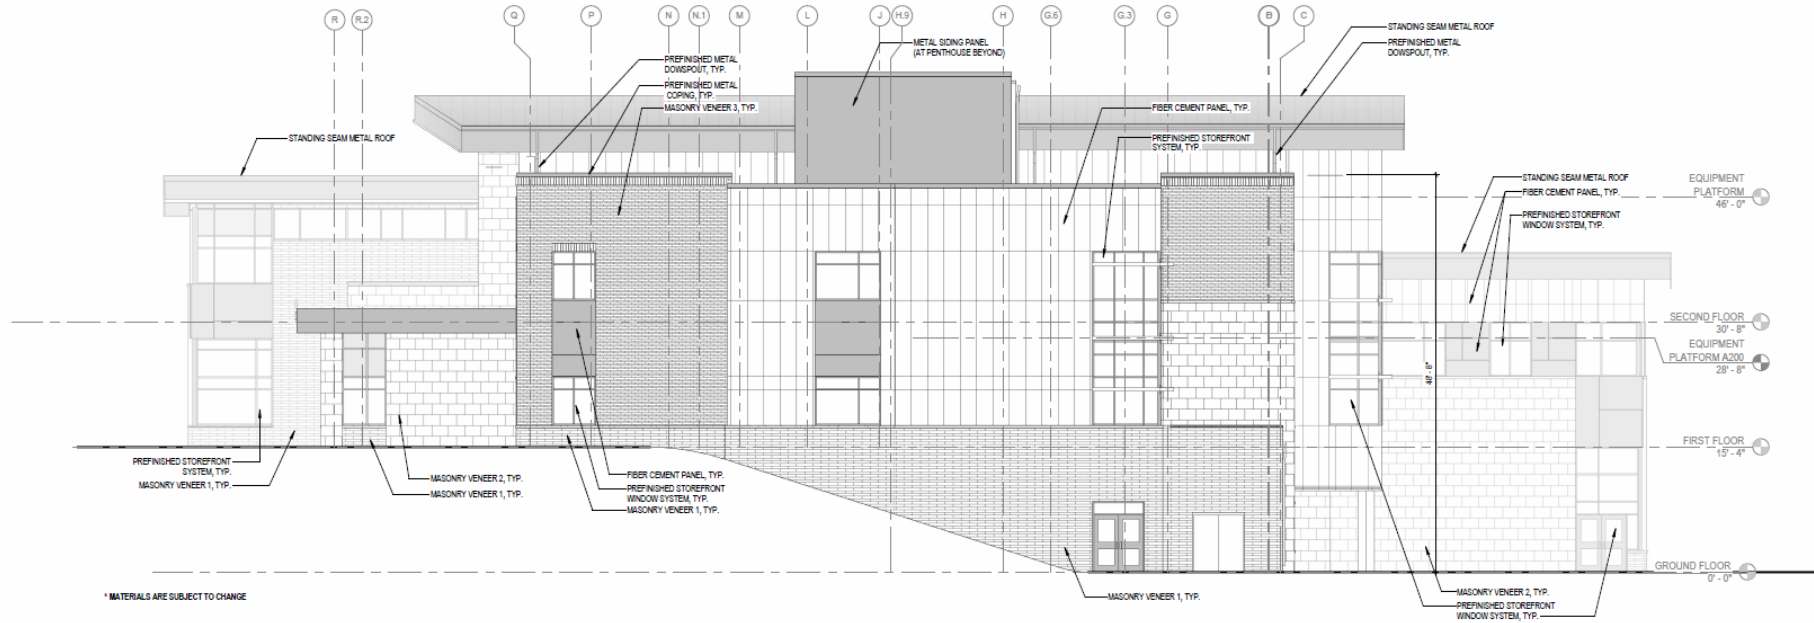 R
R.2
Q
P
N
N.1
M
L
J
H.9
H
G.6
G.3
G
B
C
STANDING SEAM METAL ROOF
PREFINISHED METAL
DOWSPOUT, TYP.
METAL SIDING PANEL
(AT PENTHOUSE BEYOND)
PREFINISHED METAL
DOWSPOUT, TYP.
PREFINISHED METAL
COPING, TYP.
MASONRY VENEER 3, TYP.
FIBER CEMENT PANEL, TYP.
PREFINISHED STOREFRONT
SYSTEM, TYP.
STANDING SEAM METAL ROOF
STANDING SEAM METAL ROOF
FIBER CEMENT PANEL, TYP.
PREFINISHED STOREFRONT
WINDOW SYSTEM, TYP.
EQUIPMENT
PLATFORM
46' - 0"
SECOND FLOOR
30' - 8"
EQUIPMENT
PLATFORM A200
28' - 8"
48' - 8"
FIRST FLOOR
15' - 4"
PREFINISHED STOREFRONT
SYSTEM, TYP.
MASONRY VENEER 1, TYP.
MASONRY VENEER 2, TYP.
MASONRY VENEER 1, TYP.
FIBER CEMENT PANEL, TYP.
PREFINISHED STOREFRONT
WINDOW SYSTEM, TYP.
MASONRY VENEER 1, TYP.
GROUND FLOOR
0' - 0"
MASONRY VENEER 1, TYP.
MASONRY VENEER 2, TYP.
PREFINISHED STOREFRONT
WINDOW SYSTEM, TYP.
* MATERIALS ARE SUBJECT TO CHANGE